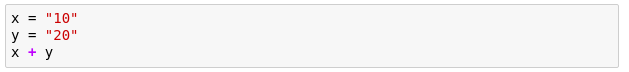 x = "10"
y = "20"
x + y